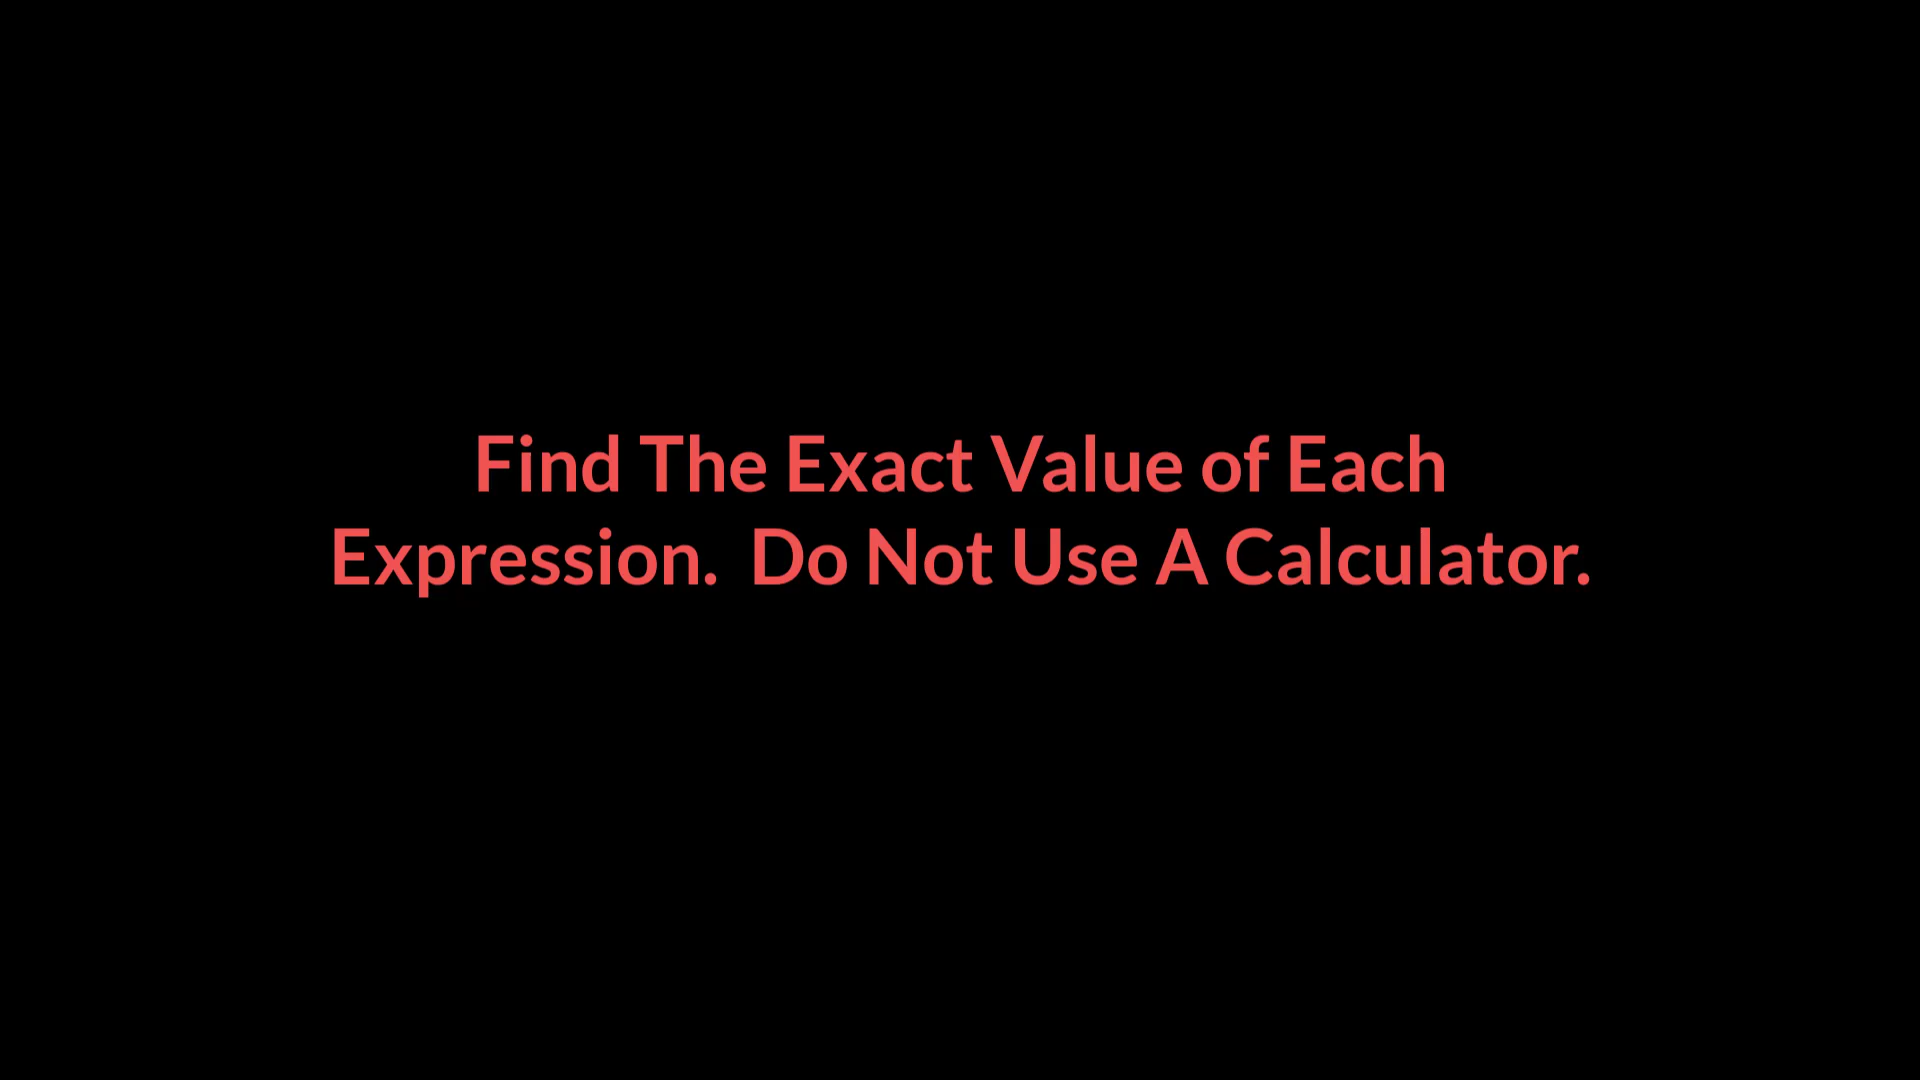 Find The Exact Value of Each
Expression.  Do Not Use A Calculator.